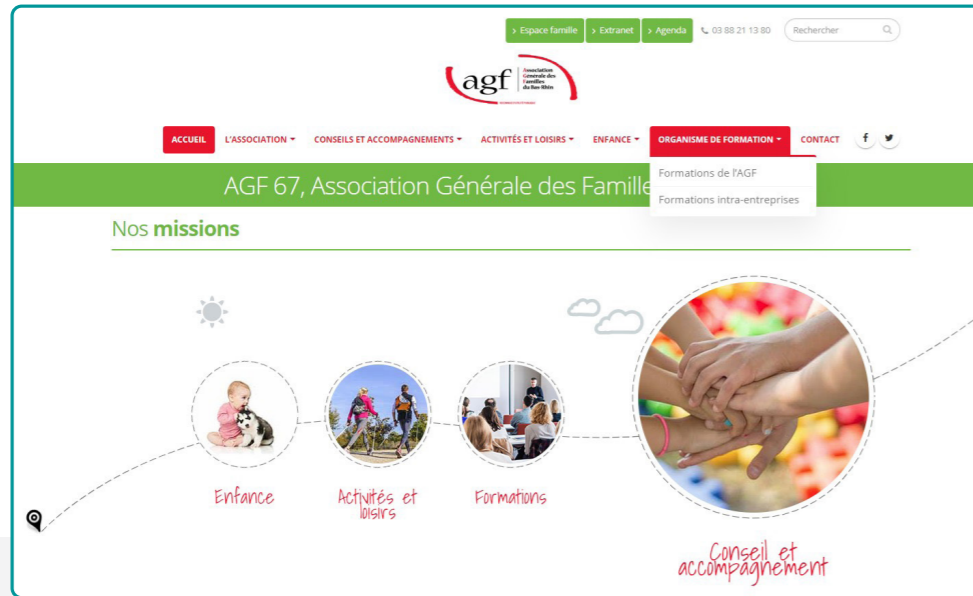 > Espace famille > Extranet > Agenda 03 88 21 13 80 Rechercher
agf
Association
Générale des
Familles
du Bas-Rhin
ACCUEIL L'ASSOCIATION CONSEILS ET ACCOMPAGNEMENTS ACTIVITÉS ET LOISIRS ENFANCE ORGANISME DE FORMATION CONTACT
Formations de l'AGF
Formations intra-entreprises
AGF 67, Association Générale des Famille
Nos missions
Enfance
Activités et
loisirs
Formations
Conseil et
accompagnement